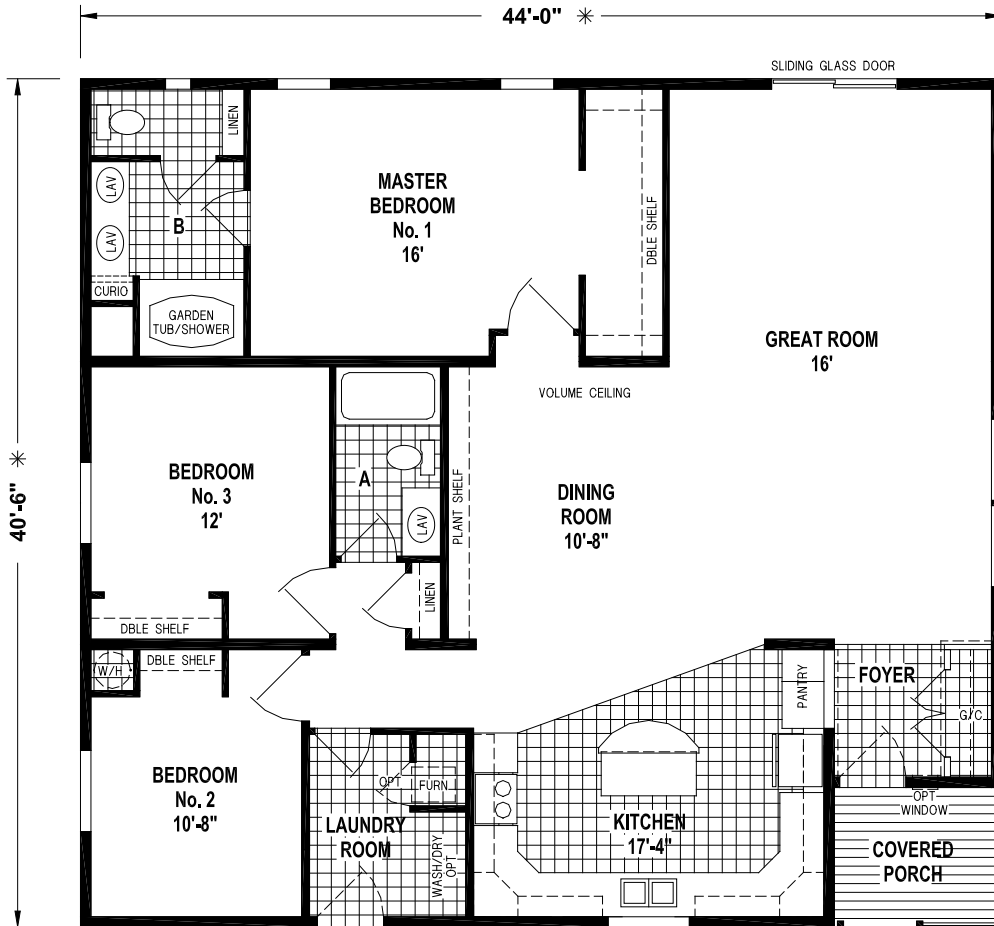 44'-0" ✳
SLIDING GLASS DOOR
LINEN
LAV
MASTER
BEDROOM
No. 1
16'
DBLE SHELF
B
LAV
CURIO
GARDEN
TUB/SHOWER
GREAT ROOM
16'
VOLUME CEILING
40'-6" ✳
BEDROOM
No. 3
12'
A
LAV
PLANT SHELF
DINING
ROOM
10'-8"
LINEN
DBLE SHELF
W/H
DBLE SHELF
PANTRY
FOYER
G/C
BEDROOM
No. 2
10'-8"
OPT
FURN
LAUNDRY
ROOM
WASH/DRY
OPT
KITCHEN
17'-4"
OPT
WINDOW
COVERED
PORCH